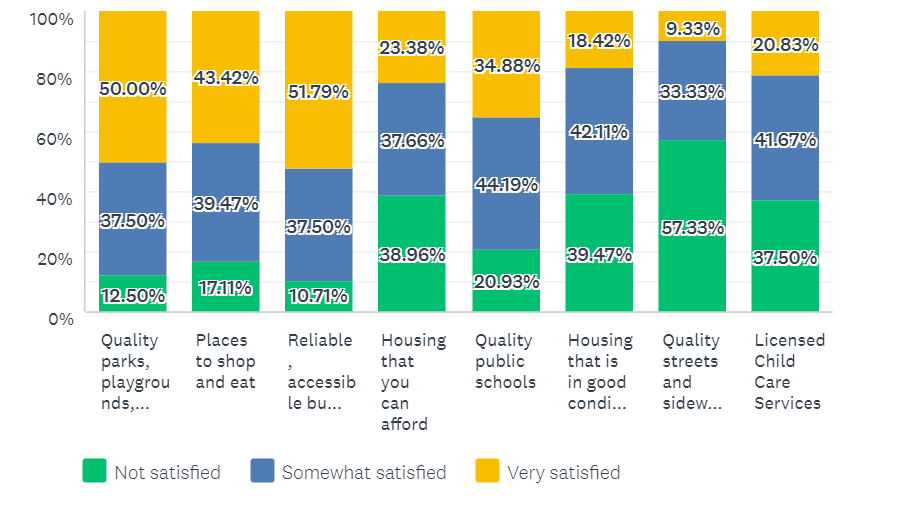 100%
80%
60%
40%
20%
0%
50.00%
37.50%
12.50%
43.42%
39.47%
17.11%
51.79%
37.50%
10.71%
23.38%
37.66%
38.96%
34.88%
44.19%
20.93%
18.42%
42.11%
39.47%
9.33%
33.33%
57.33%
20.83%
41.67%
37.50%
Quality
parks,
playgrou
nds,...
Places
to shop
and eat
Reliable
,
accessib
le bu...
Housing
that
you
can
afford
Quality
public
schools
Housing
that is
in good
condi...
Quality
streets
and
sidew...
Licensed
Child
Care
Services
Not satisfied
Somewhat satisfied
Very satisfied